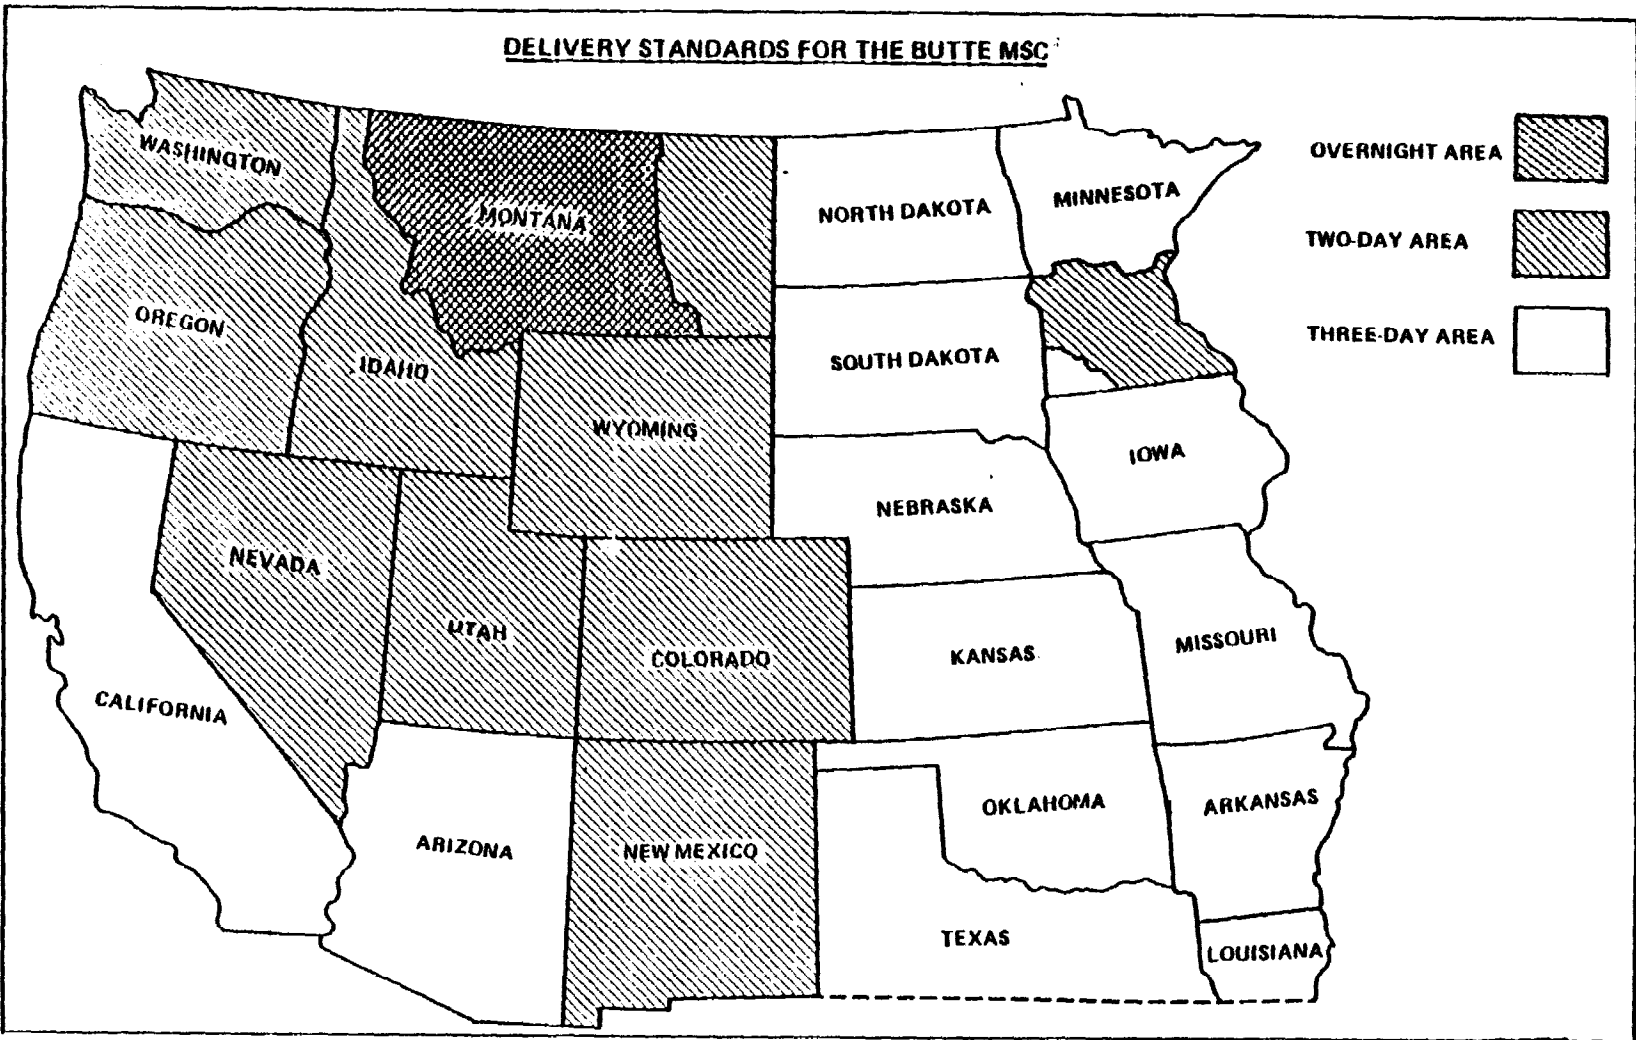 DELIVERY STANDARDS FOR THE BUTTE MSC
OVERNIGHT AREA
TWO-DAY AREA
THREE-DAY AREA
WASHINGTON
MONTANA
NORTH DAKOTA
MINNESOTA
OREGON
IDAHO
SOUTH DAKOTA
WYOMING
IOWA
NEBRASKA
NEVADA
UTAH
COLORADO
KANSAS
MISSOURI
CALIFORNIA
ARIZONA
NEW MEXICO
OKLAHOMA
ARKANSAS
TEXAS
LOUISIANA